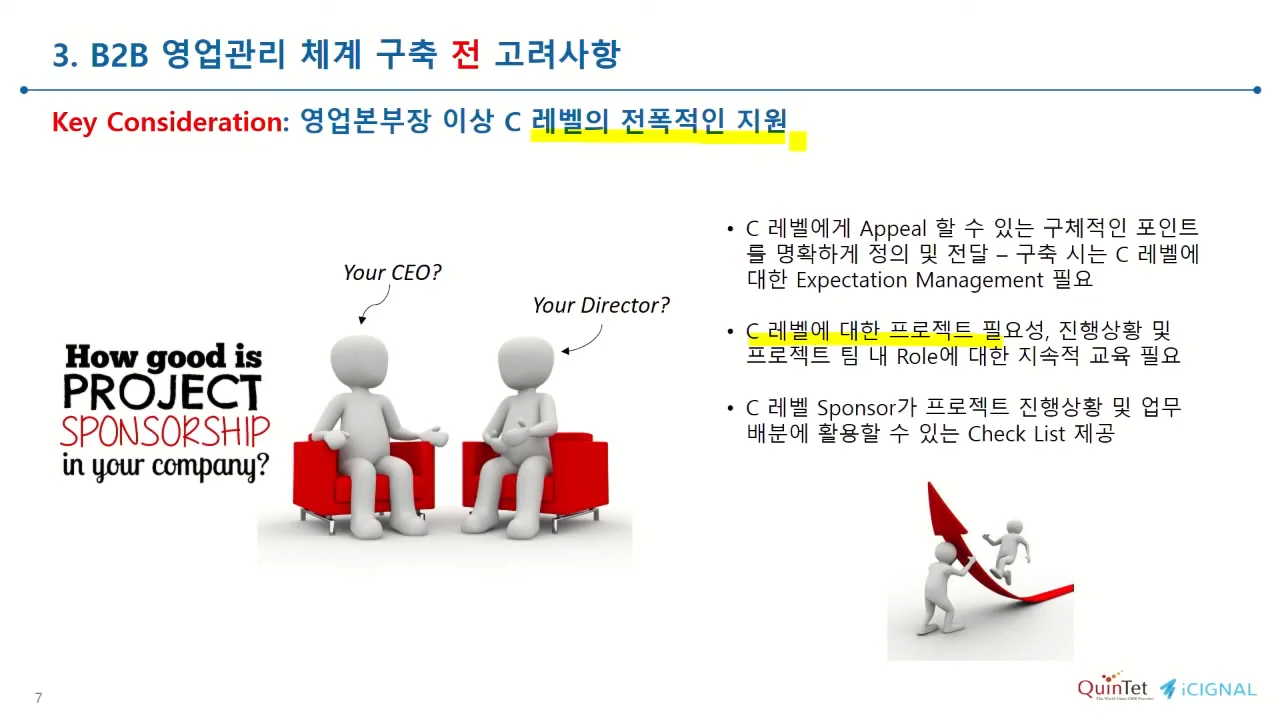 3. B2B 영업관리 체계 구축 전 고려사항
Key Consideration: 영업본부장 이상 C 레벨의 전폭적인 지원
Your CEO?
Your Director?
How good is
PROJECT
SPONSORSHIP
in your company?
• C 레벨에게 Appeal 할 수 있는 구체적인 포인트
를 명확하게 정의 및 전달 – 구축 시는 C 레벨에
대한 Expectation Management 필요
• C 레벨에 대한 프로젝트 필요성, 진행상황 및
프로젝트 팀 내 Role에 대한 지속적 교육 필요
• C 레벨 Sponsor가 프로젝트 진행상황 및 업무
배분에 활용할 수 있는 Check List 제공
7
QuinTet
iCIGNAL